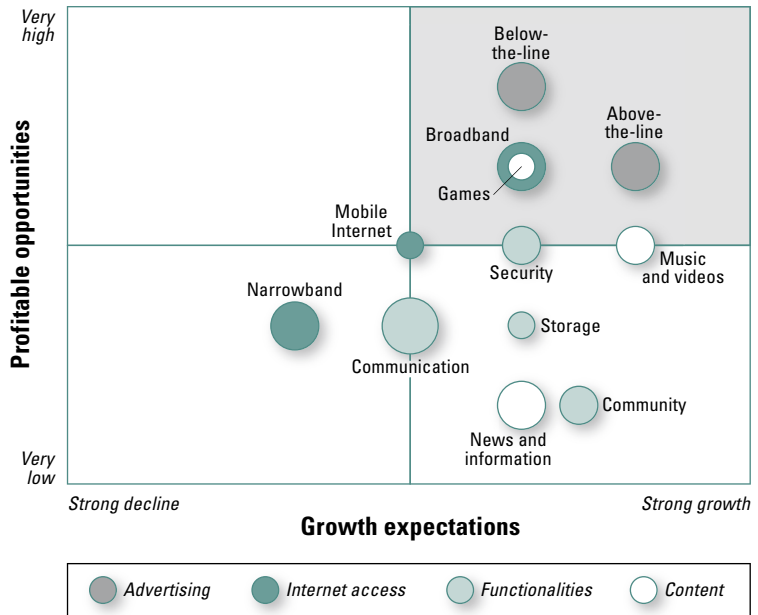 Very
high
Below-
the-line
Above-
the-line
Broadband
Games
Mobile
Internet
Security
Music
and videos
Narrowband
Storage
Communication
Community
News and
information
Very
low
Profitable opportunities
Strong decline
Strong growth
Growth expectations
Advertising
Internet access
Functionalities
Content